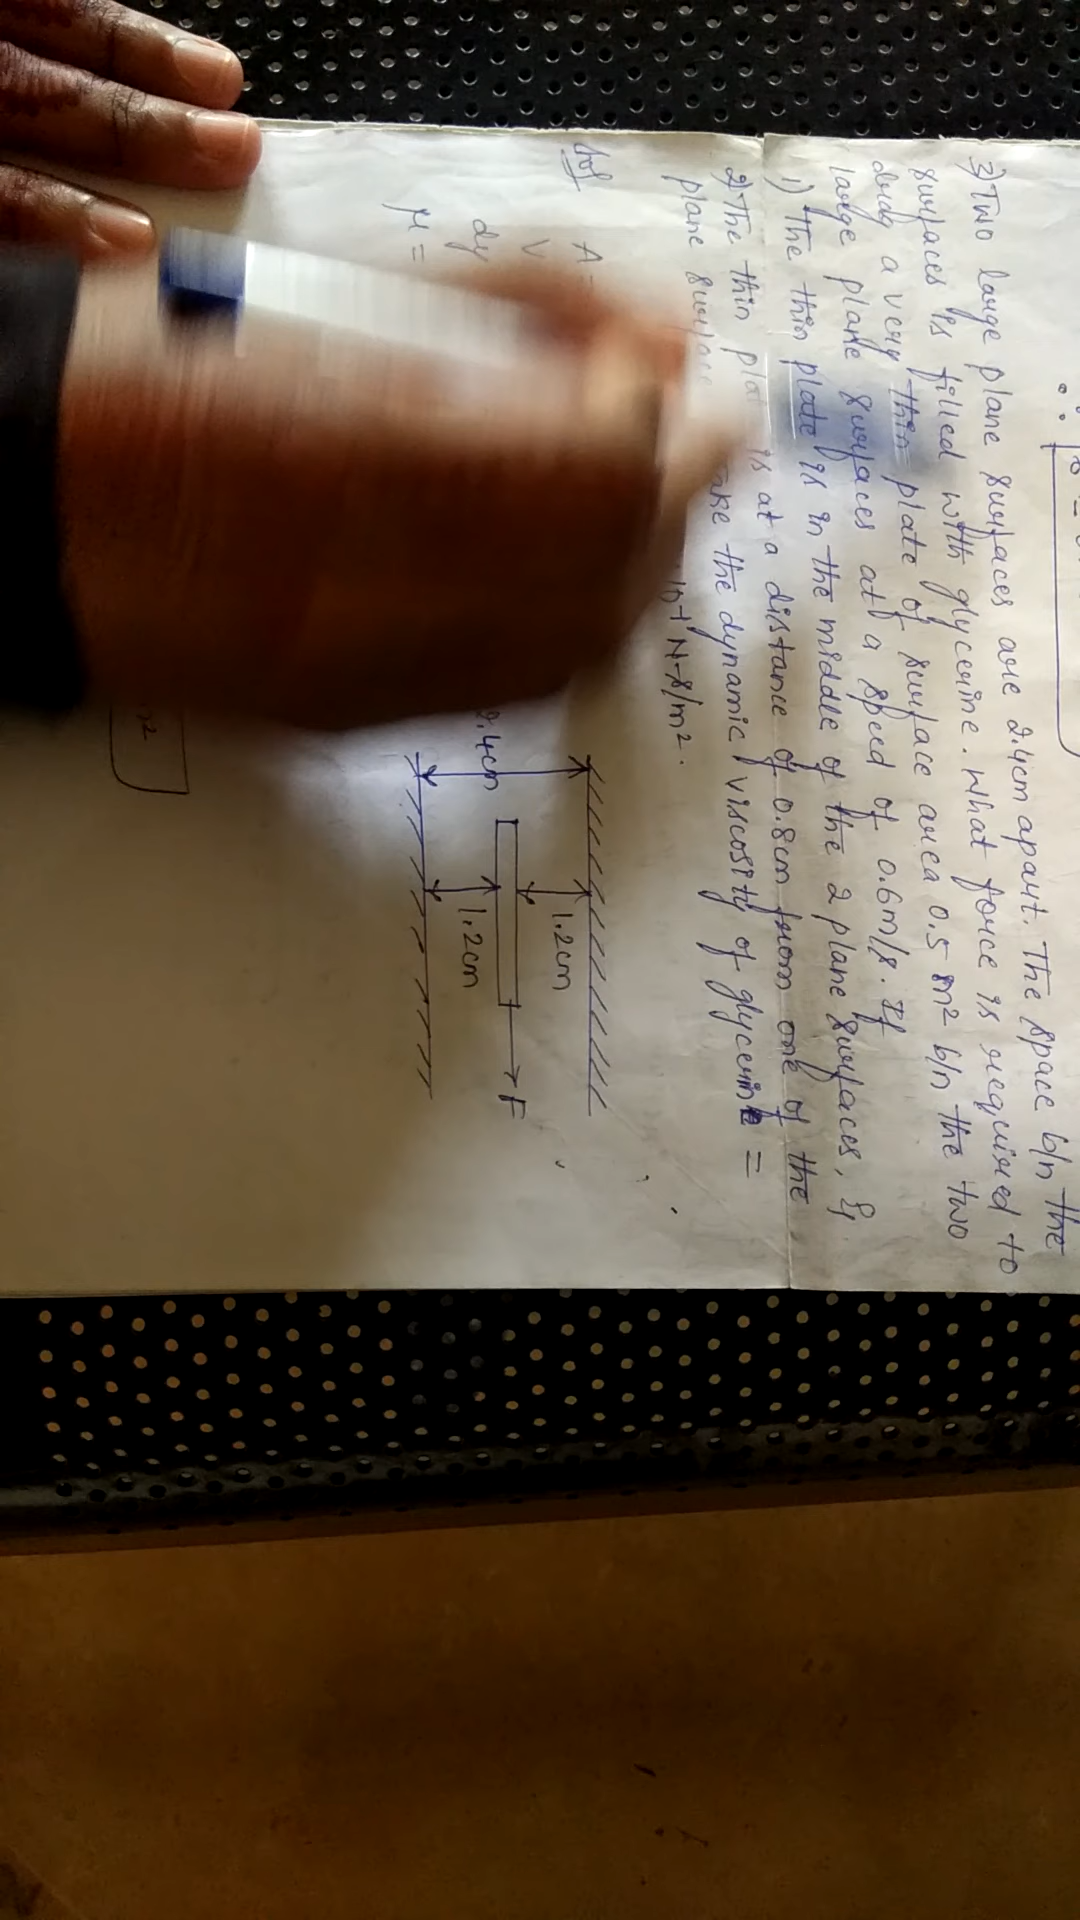 3) Two large plane surfaces are 2.4cm apart. The space b/n the
surfaces is filled with glycerine. What force is required to
drag a very thin plate of surface area 0.5 m² b/n the two
large plane surfaces at a speed of 0.6m/s. If
1) The thin plate is in the middle of the 2 plane surfaces, &
2) The thin plat is at a distance of 0.8cm from one of the
plane surface Take the dynamic viscosity of glycerine =
10⁻¹ N-s/m².
Sol
A =
V
dy
μ =
2.4cm
1.2cm
1.2cm
F